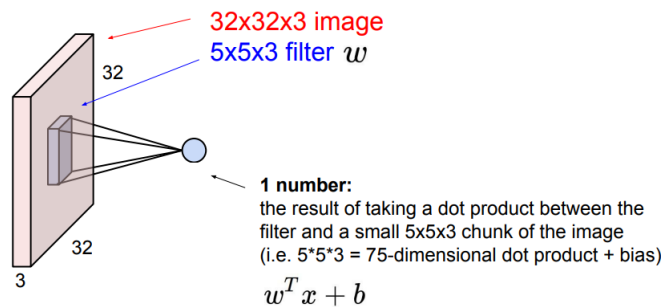 32x32x3 image
5x5x3 filter w
32
32
3
1 number:
the result of taking a dot product between the
filter and a small 5x5x3 chunk of the image
(i.e. 5*5*3 = 75-dimensional dot product + bias)
w^T x + b